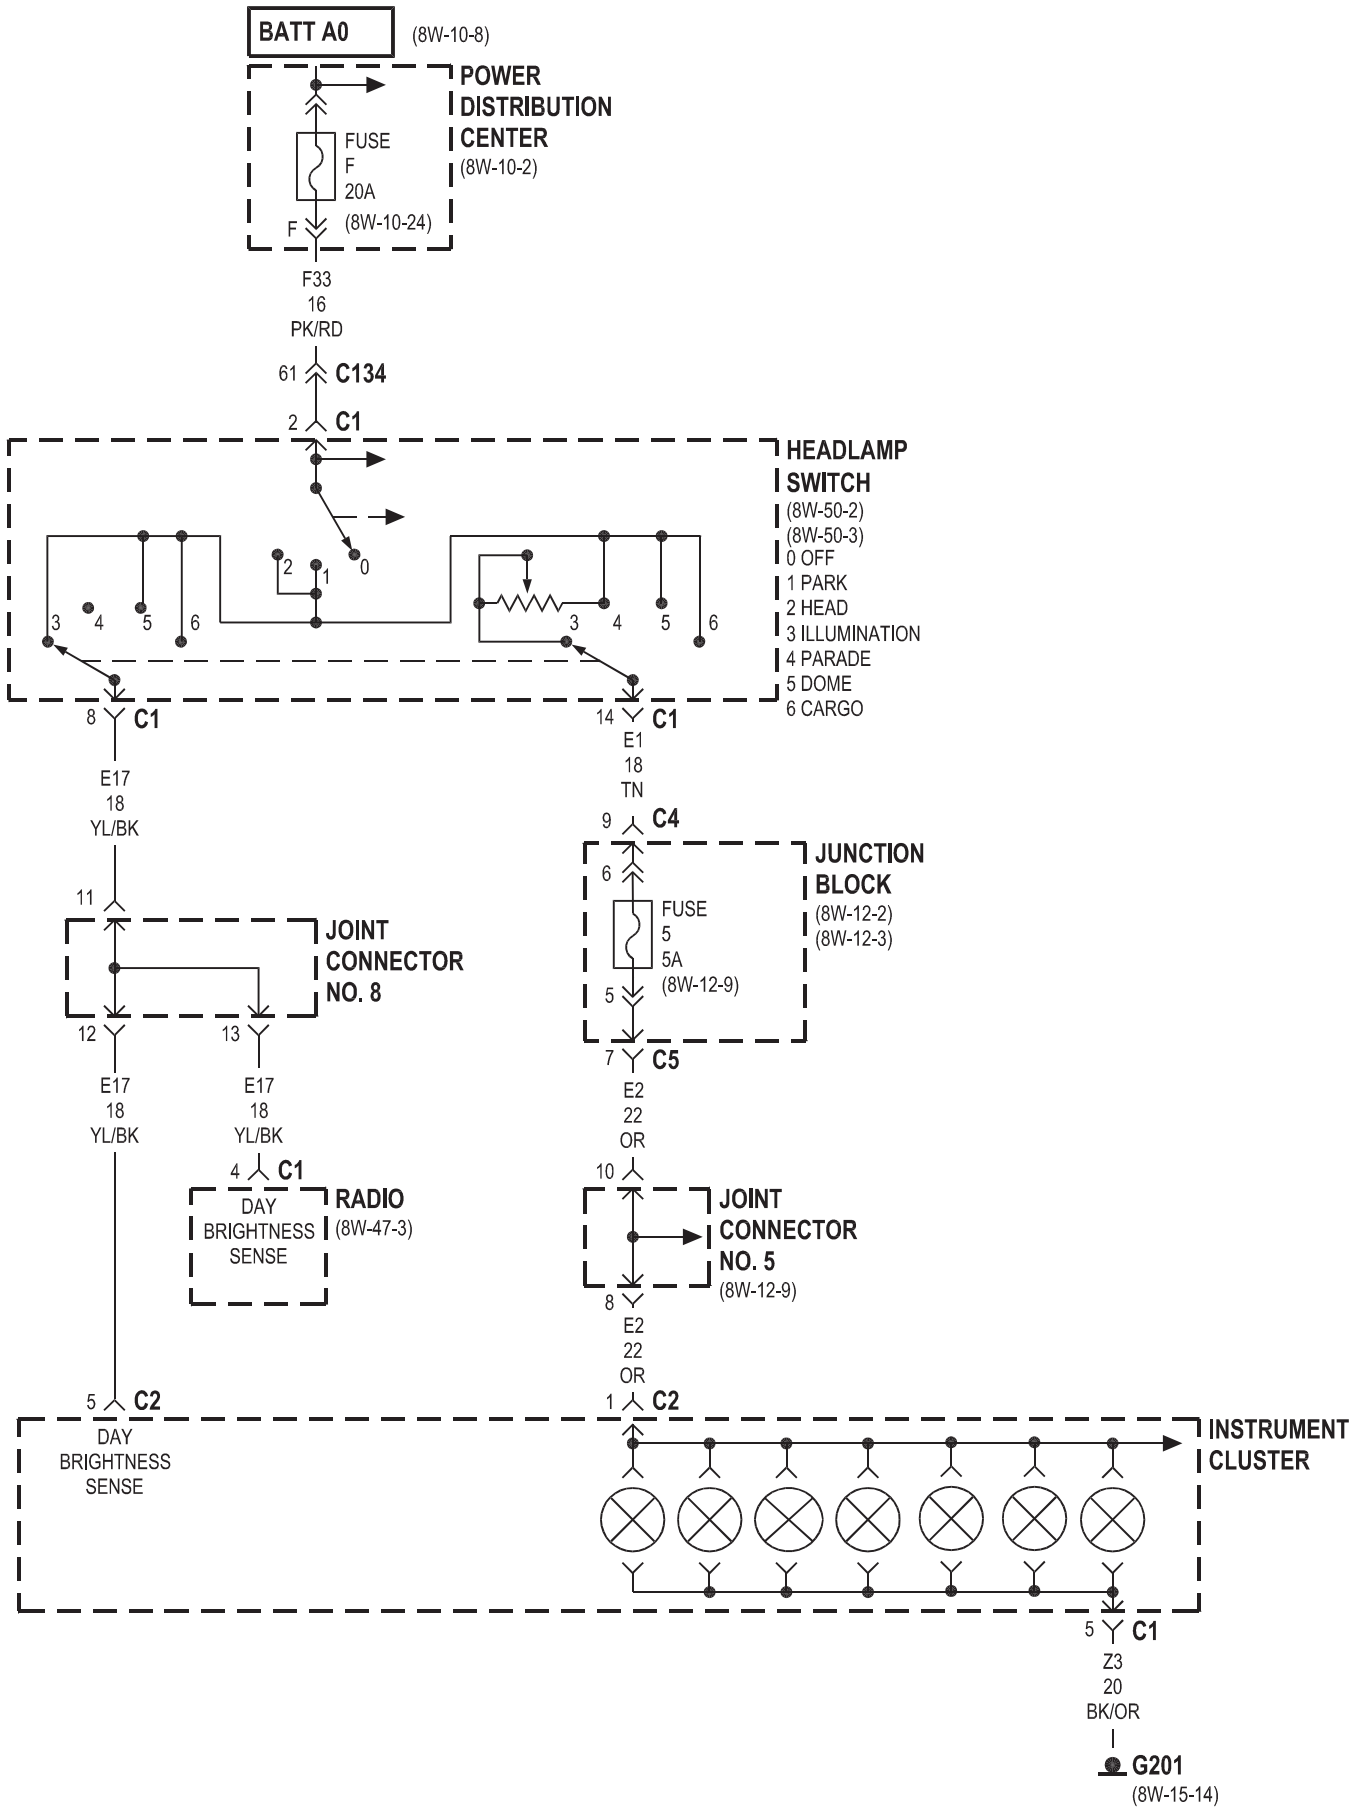 BATT A0
(8W-10-8)
POWER
DISTRIBUTION
CENTER
(8W-10-2)
FUSE
F
20A
(8W-10-24)
F
F33
16
PK/RD
61
C134
2
C1
HEADLAMP
SWITCH
(8W-50-2)
(8W-50-3)
0 OFF
1 PARK
2 HEAD
3 ILLUMINATION
4 PARADE
5 DOME
6 CARGO
2
1
0
3
4
5
6
3
4
5
6
8
C1
14
C1
E17
18
YL/BK
E1
18
TN
9
C4
JUNCTION
BLOCK
(8W-12-2)
(8W-12-3)
6
FUSE
5
5A
(8W-12-9)
5
7
C5
11
JOINT
CONNECTOR
NO. 8
12
13
E17
18
YL/BK
E17
18
YL/BK
E2
22
OR
4
C1
RADIO
(8W-47-3)
DAY
BRIGHTNESS
SENSE
10
JOINT
CONNECTOR
NO. 5
(8W-12-9)
8
E2
22
OR
5
C2
1
C2
INSTRUMENT
CLUSTER
DAY
BRIGHTNESS
SENSE
5
C1
Z3
20
BK/OR
G201
(8W-15-14)